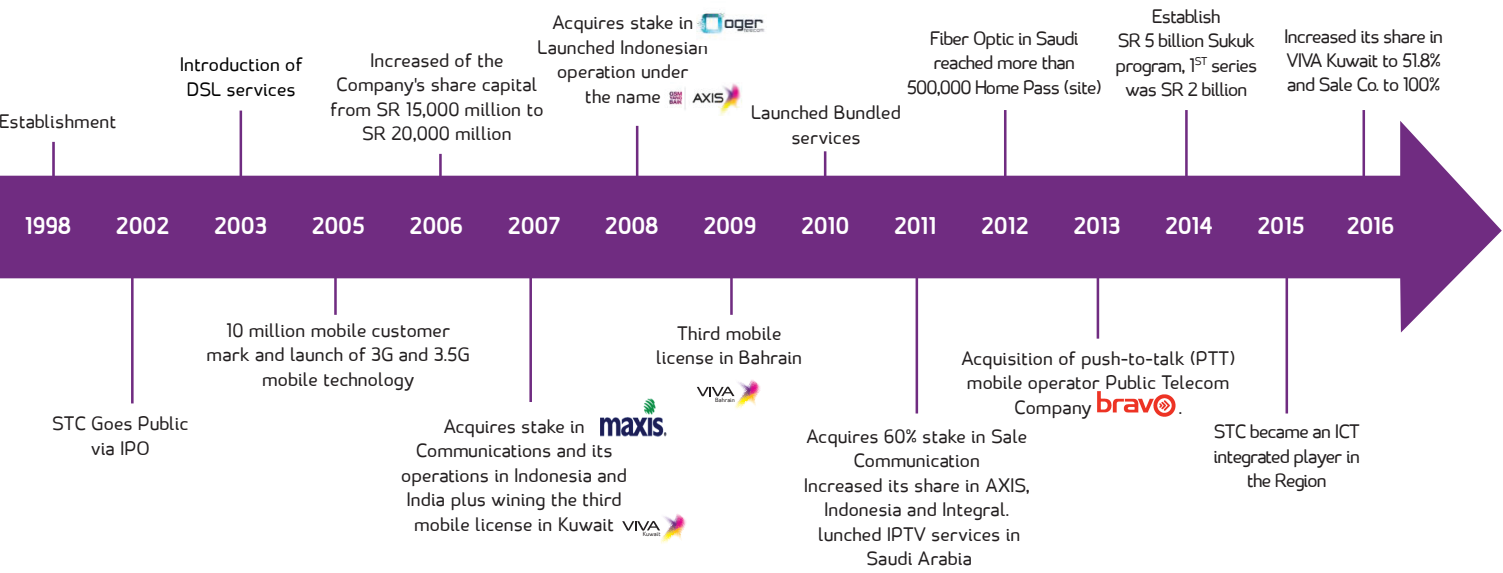 Establishment
Introduction of
DSL services
Increased of the
Company's share capital
from SR 15,000 million to
SR 20,000 million
Acquires stake in oger telecom
Launched Indonesian
operation under
the name GSM YANG BAIK AXIS
Launched Bundled
services
Fiber Optic in Saudi
reached more than
500,000 Home Pass (site)
Establish
SR 5 billion Sukuk
program, 1ST series
was SR 2 billion
Increased its share in
VIVA Kuwait to 51.8%
and Sale Co. to 100%
1998 2002 2003 2005 2006 2007 2008 2009 2010 2011 2012 2013 2014 2015 2016
STC Goes Public
via IPO
10 million mobile customer
mark and launch of 3G and 3.5G
mobile technology
Acquires stake in maxis.
Communications and its
operations in Indonesia and
India plus wining the third
mobile license in Kuwait VIVA Kuwait
Third mobile
license in Bahrain
VIVA
Bahrain
Acquires 60% stake in Sale
Communication
Increased its share in AXIS,
Indonesia and Integral.
lunched IPTV services in
Saudi Arabia
Acquisition of push-to-talk (PTT)
mobile operator Public Telecom
Company bravo.
STC became an ICT
integrated player in
the Region